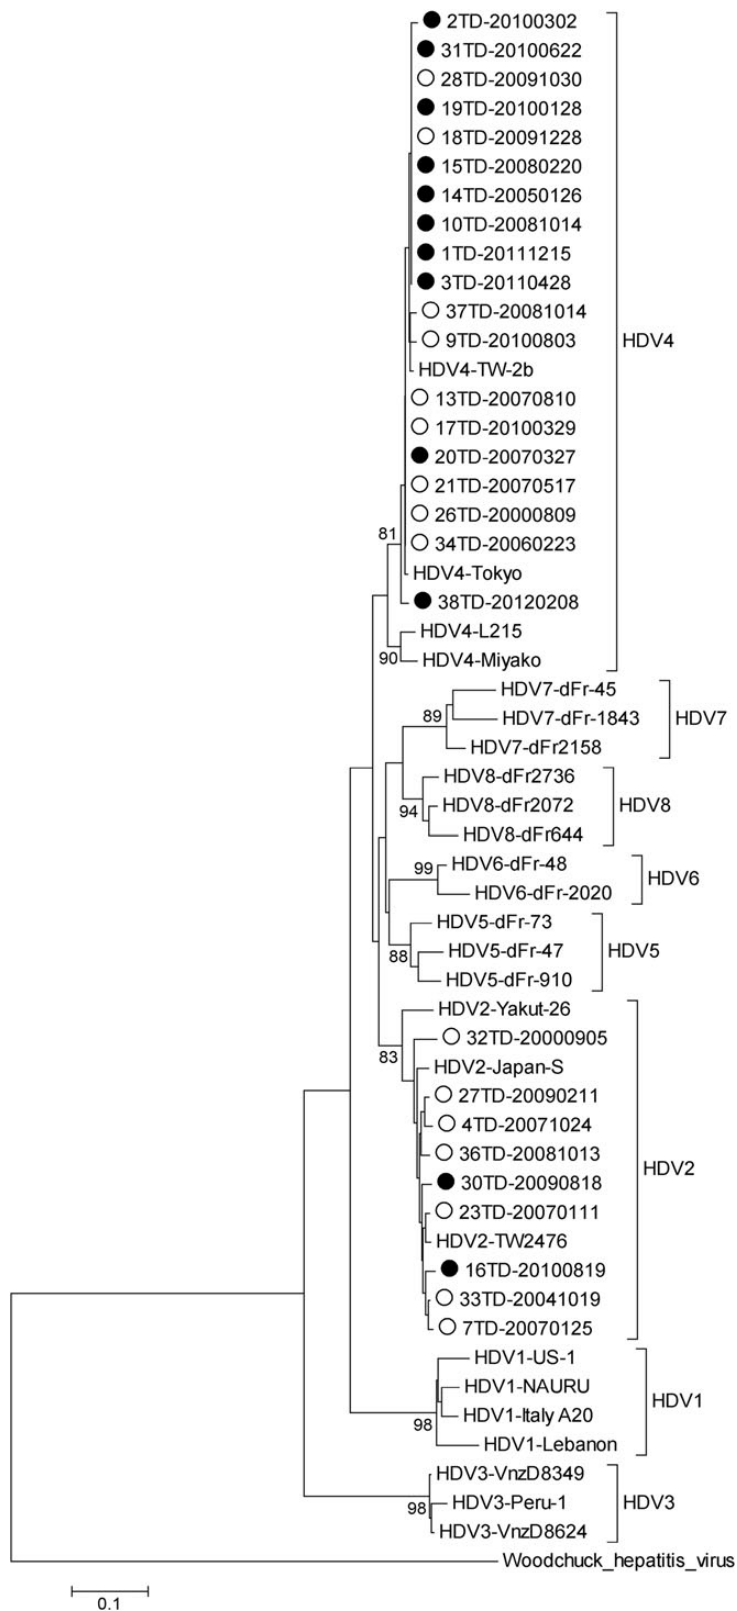 2TD-20100302
31TD-20100622
28TD-20091030
19TD-20100128
18TD-20091228
15TD-20080220
14TD-20050126
10TD-20081014
1TD-20111215
3TD-20110428
37TD-20081014
9TD-20100803
HDV4
HDV4-TW-2b
13TD-20070810
17TD-20100329
20TD-20070327
21TD-20070517
26TD-20000809
81
34TD-20060223
HDV4-Tokyo
38TD-20120208
HDV4-L215
90
HDV4-Miyako
HDV7-dFr-45
89
HDV7-dFr-1843
HDV7
HDV7-dFr2158
HDV8-dFr2736
94
HDV8-dFr2072
HDV8
HDV8-dFr644
99
HDV6-dFr-48
HDV6
HDV6-dFr-2020
HDV5-dFr-73
88
HDV5-dFr-47
HDV5
HDV5-dFr-910
HDV2-Yakut-26
83
32TD-20000905
HDV2-Japan-S
27TD-20090211
4TD-20071024
36TD-20081013
HDV2
30TD-20090818
23TD-20070111
HDV2-TW2476
16TD-20100819
33TD-20041019
7TD-20070125
HDV1-US-1
HDV1-NAURU
HDV1
98
HDV1-Italy A20
HDV1-Lebanon
HDV3-VnzD8349
98
HDV3-Peru-1
HDV3
HDV3-VnzD8624
Woodchuck_hepatitis_virus
0.1